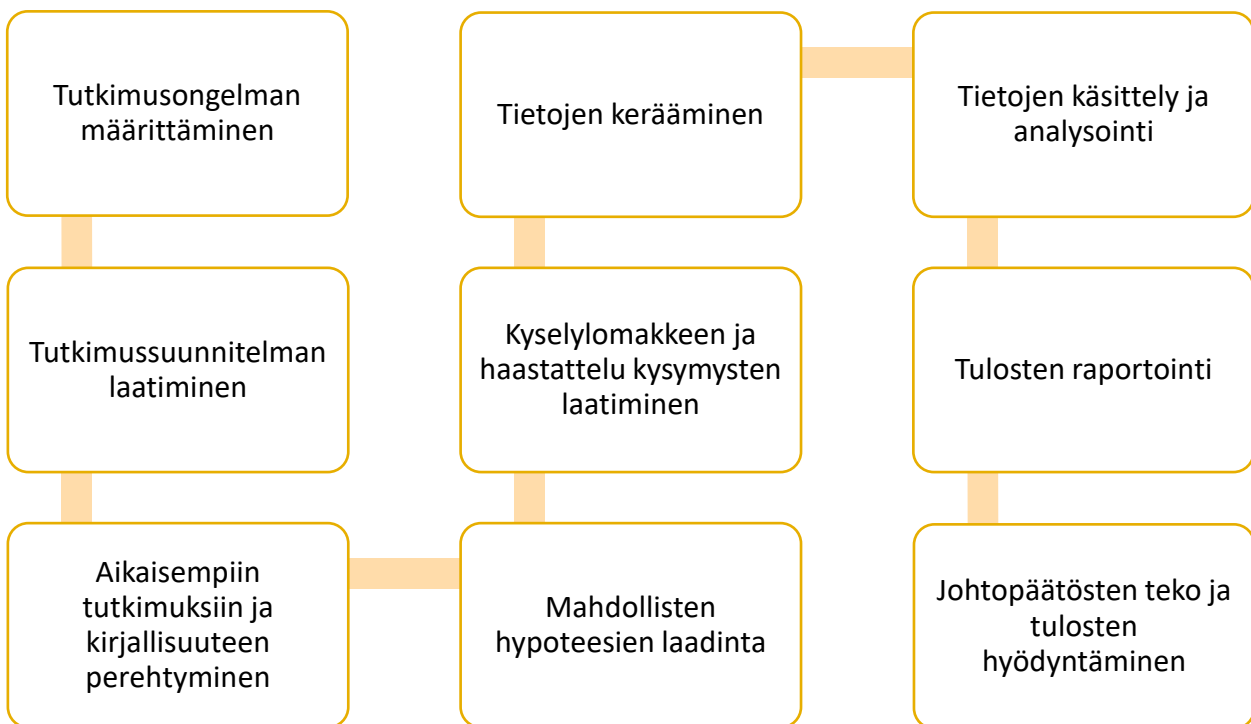 Tutkimusongelman
määrittäminen
Tutkimussuunnitelman
laatiminen
Aikaisempiin
tutkimuksiin ja
kirjallisuuteen
perehtyminen
Mahdollisten
hypoteesien laadinta
Kyselylomakkeen ja
haastattelu kysymysten
laatiminen
Tietojen kerääminen
Tietojen käsittely ja
analysointi
Tulosten raportointi
Johtopäätösten teko ja
tulosten
hyödyntäminen